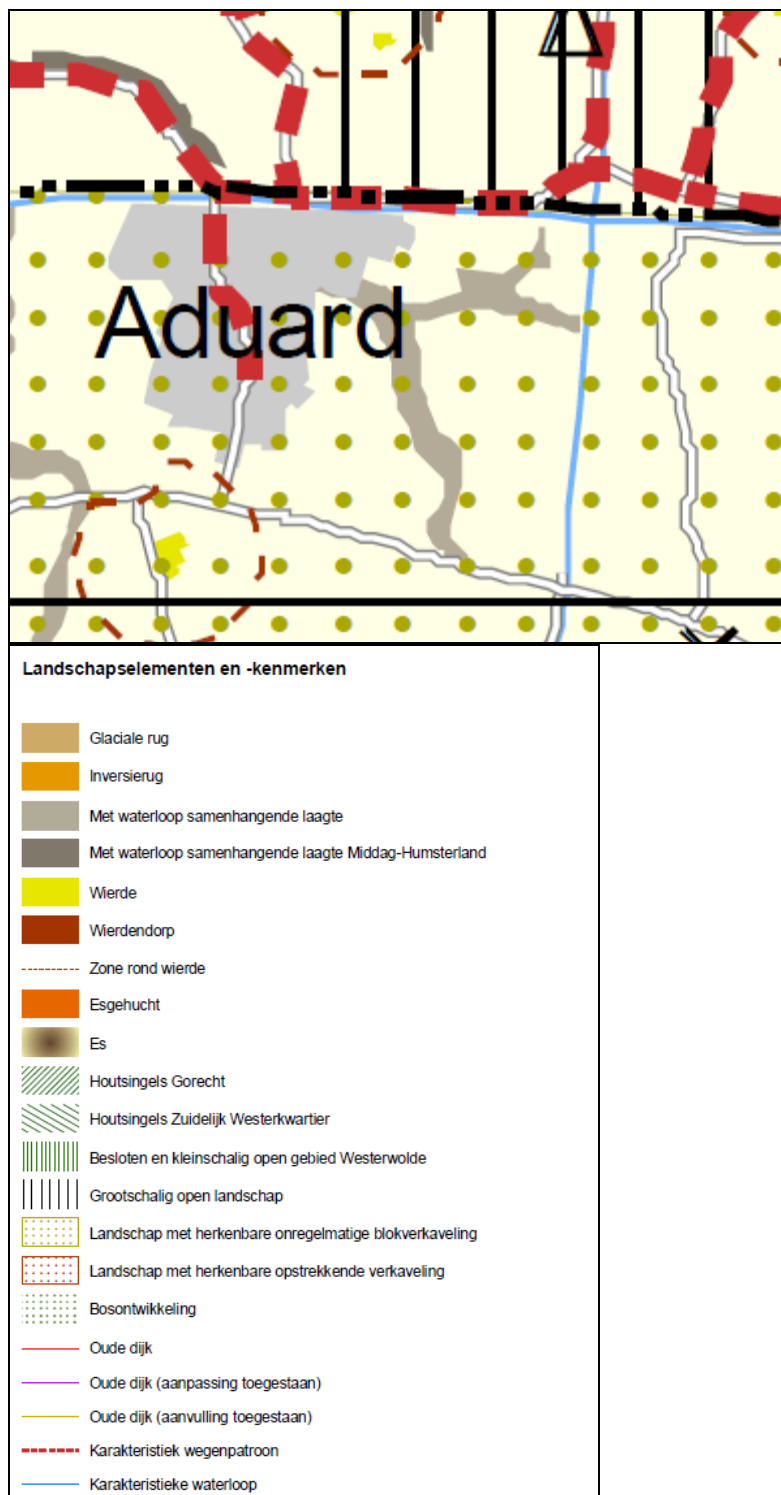 Aduard
Landschapselementen en -kenmerken
Glaciale rug
Inversierug
Met waterloop samenhangende laagte
Met waterloop samenhangende laagte Middag-Humsterland
Wierde
Wierdendorp
Zone rond wierde
Esgehucht
Es
Houtsingels Gorecht
Houtsingels Zuidelijk Westerkwartier
Besloten en kleinschalig open gebied Westerwolde
Grootschalig open landschap
Landschap met herkenbare onregelmatige blokverkaveling
Landschap met herkenbare opstrekkende verkaveling
Bosontwikkeling
Oude dijk
Oude dijk (aanpassing toegestaan)
Oude dijk (aanvulling toegestaan)
Karakteristiek wegenpatroon
Karakteristieke waterloop